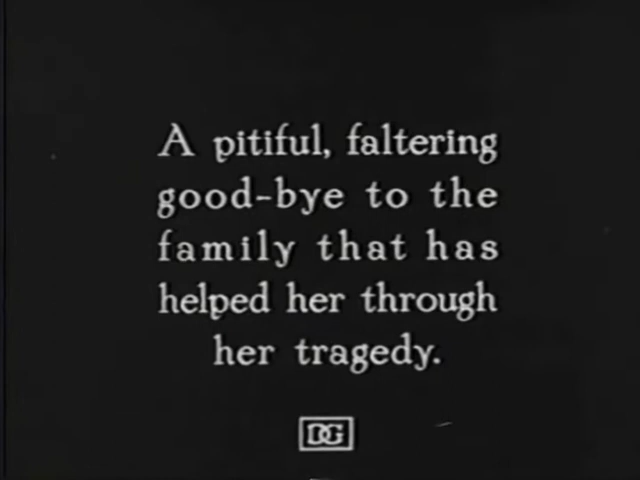 A pitiful, faltering
good-bye to the
family that has
helped her through
her tragedy.
DG